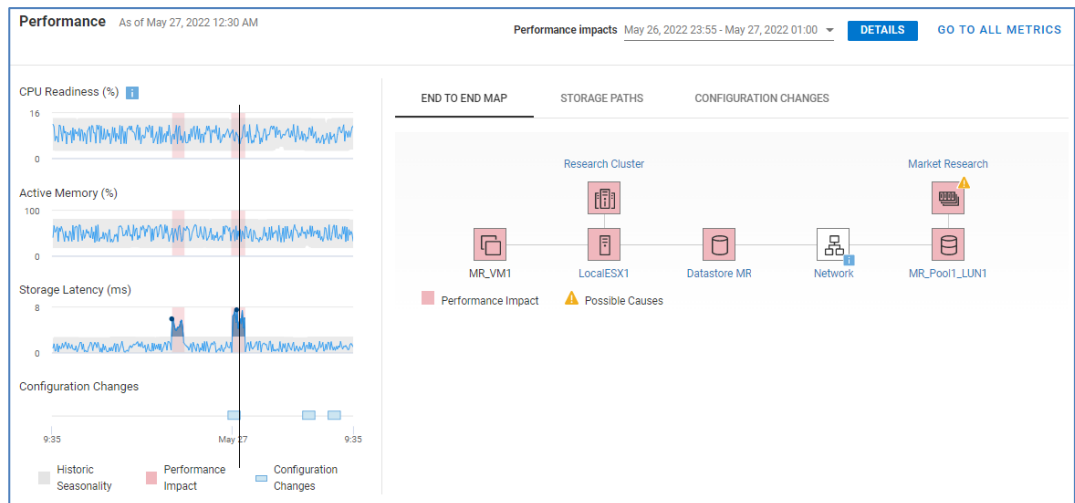 Performance As of May 27, 2022 12:30 AM
Performance impacts May 26, 2022 23:55 - May 27, 2022 01:00 DETAILS GO TO ALL METRICS
CPU Readiness (%) i
16
0
Active Memory (%)
100
0
Storage Latency (ms)
8
0
Configuration Changes
9:35 May 27 9:35
Historic Seasonality
Performance Impact
Configuration Changes
END TO END MAP STORAGE PATHS CONFIGURATION CHANGES
Research Cluster Market Research
MR_VM1 LocalESX1 Datastore MR Network MR_Pool1_LUN1
Performance Impact Possible Causes